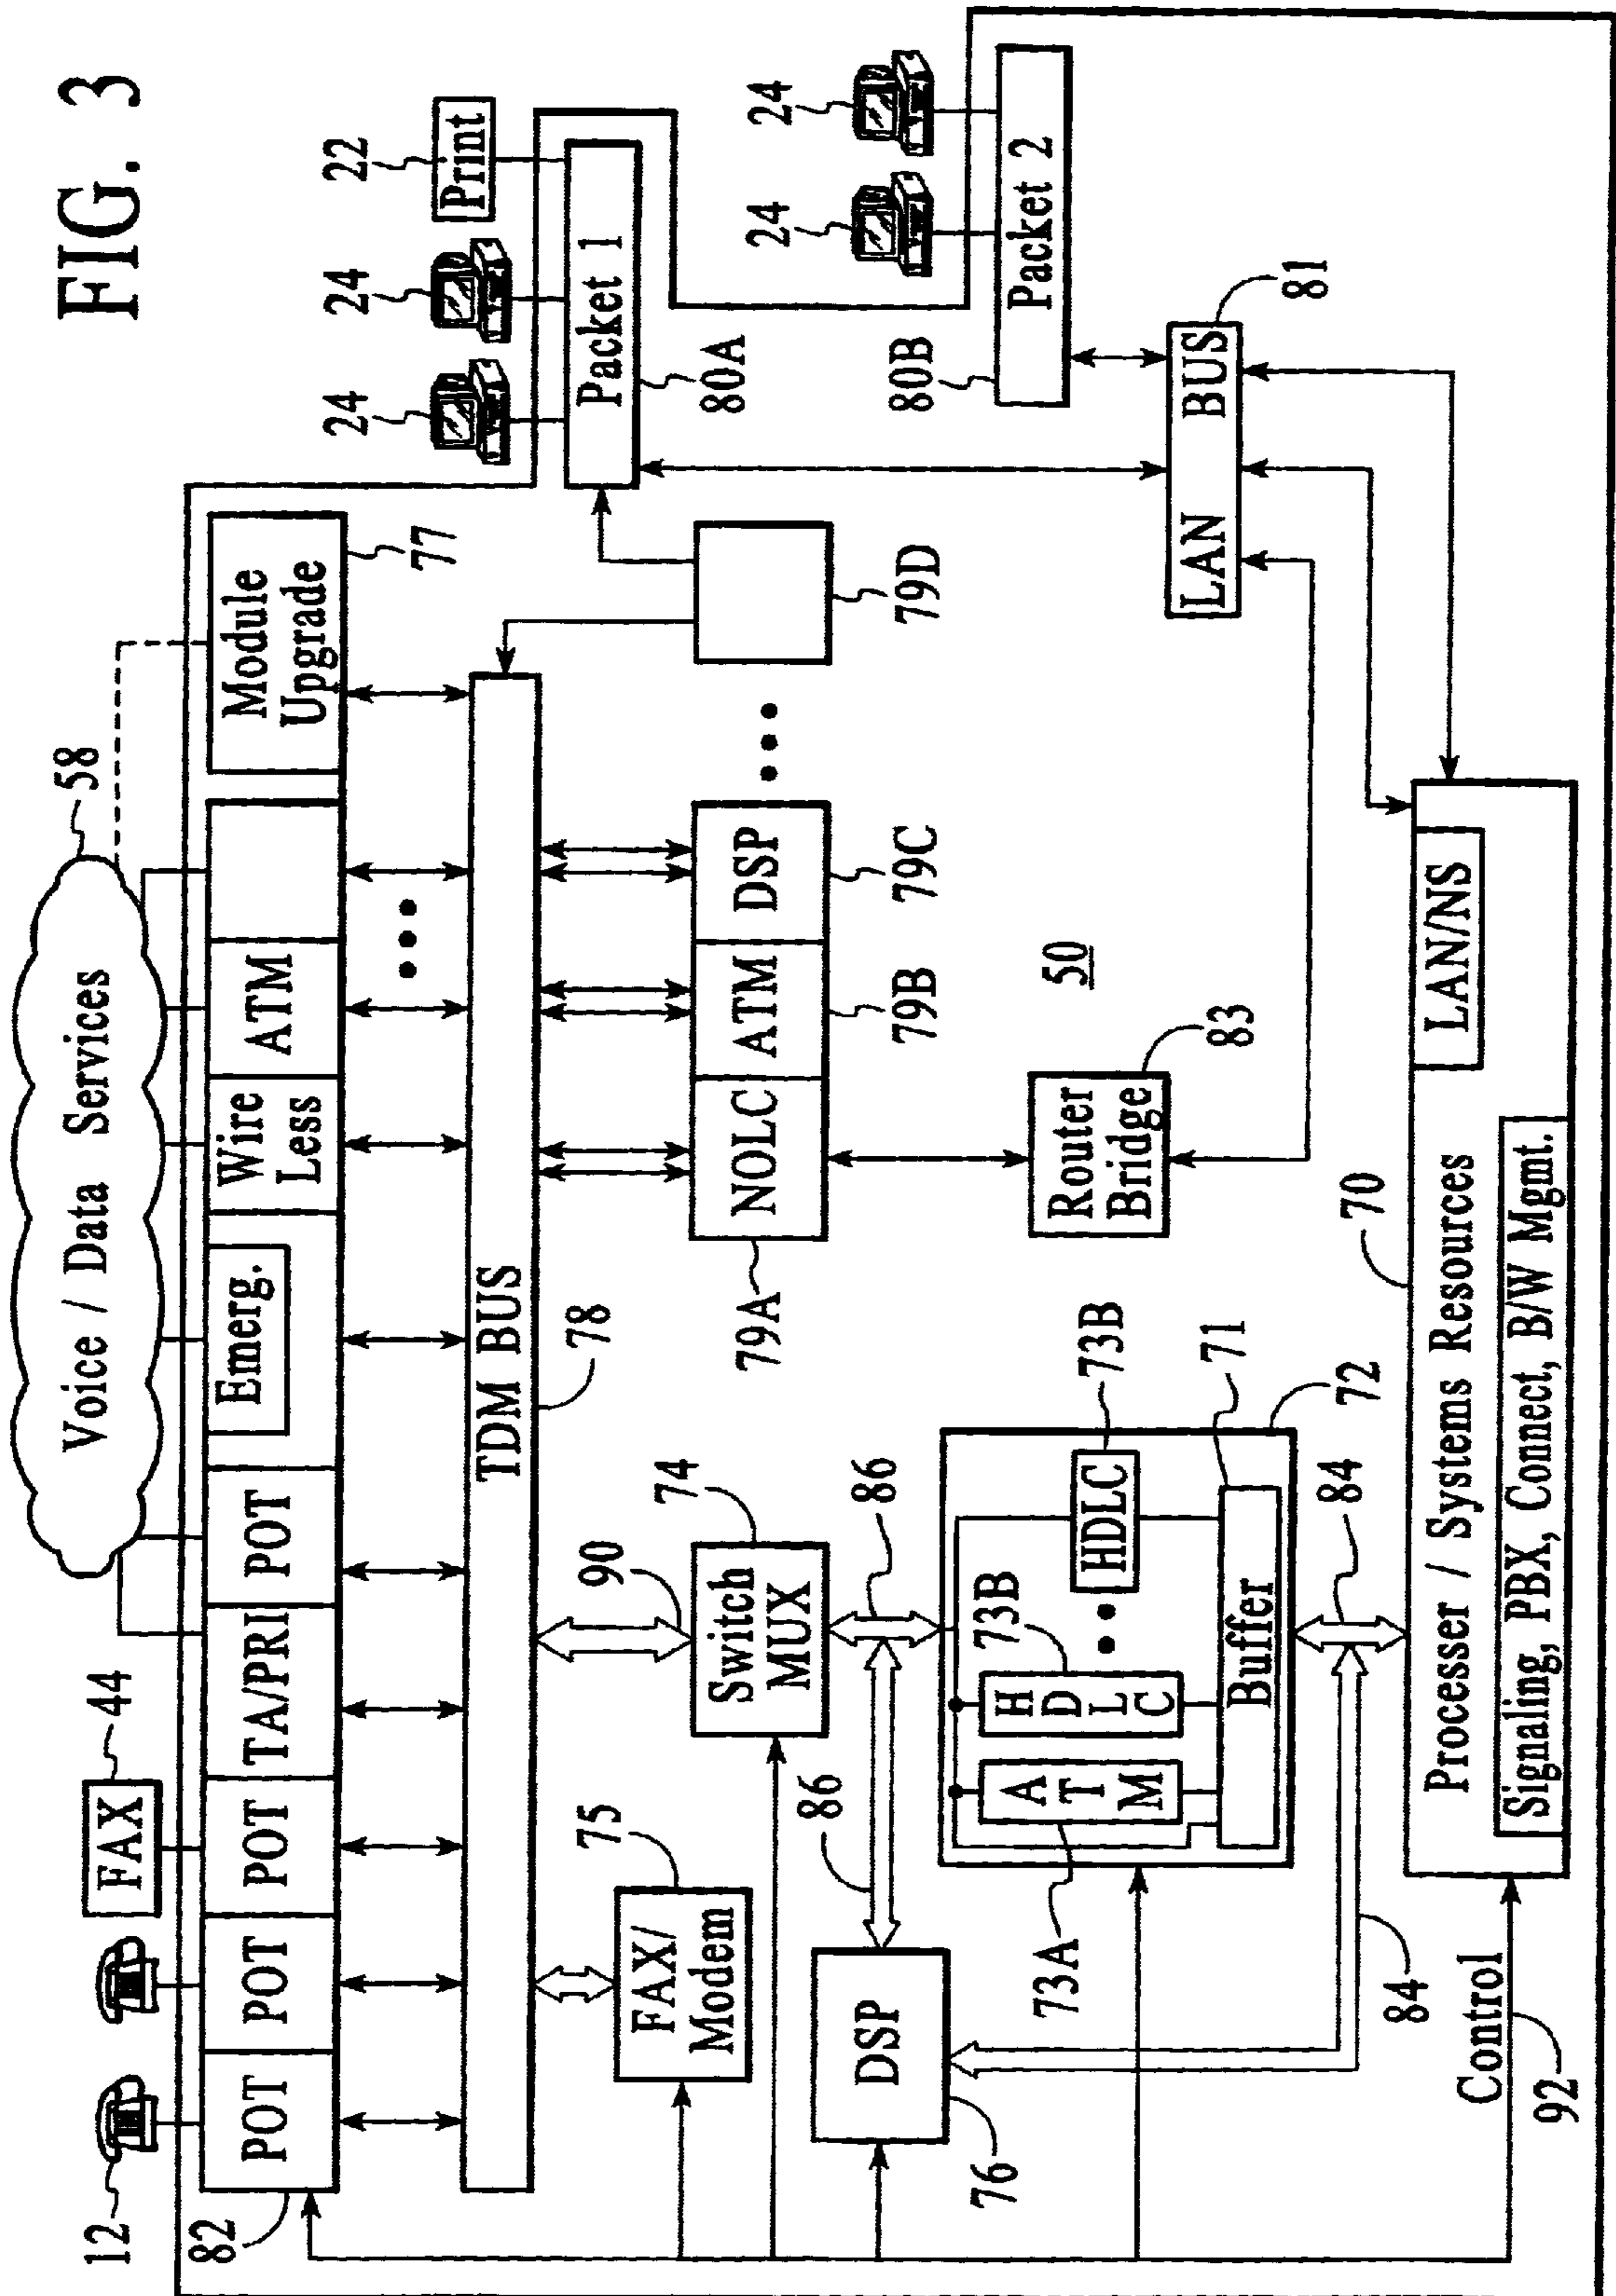 FIG. 3
Voice / Data Services
58
12
FAX
44
82
POT
POT
POT
TA/PRI
POT
Emerg.
Wire
Less
ATM
Module
Upgrade
77
24
24
22
Print
TDM BUS
78
Packet 1
80A
FAX/
Modem
75
90
Switch
MUX
74
NOLC
79A
ATM
79B
DSP
79C
79D
24
24
Packet 2
80B
DSP
76
86
86
73A
A
T
M
H
D
L
C
73B
HDLC
73B
Buffer
71
72
50
Router
Bridge
83
LAN BUS
81
84
84
Control
92
Processer / Systems Resources
70
LAN/NS
Signaling, PBX, Connect, B/W Mgmt.